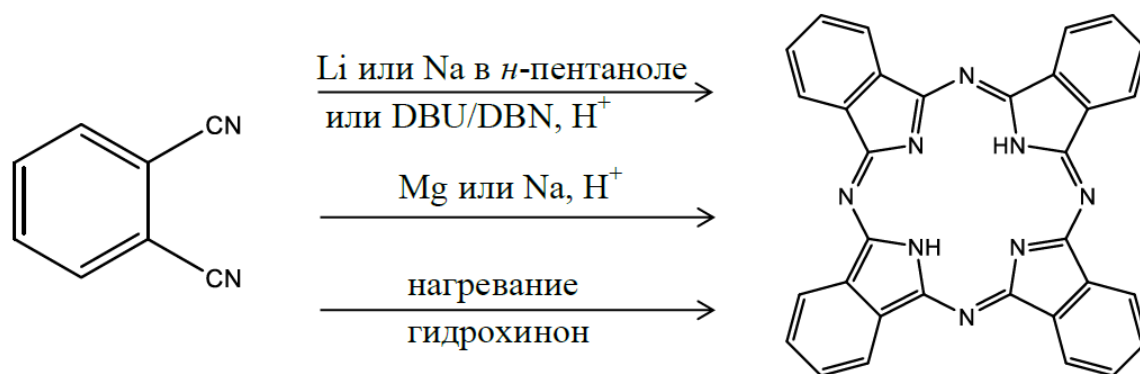 Li или Na в н-пентаноле
или DBU/DBN, H⁺
CN
Mg или Na, H⁺
CN
нагревание
гидрохинон
N
N
HN
N
N
NH
N
N